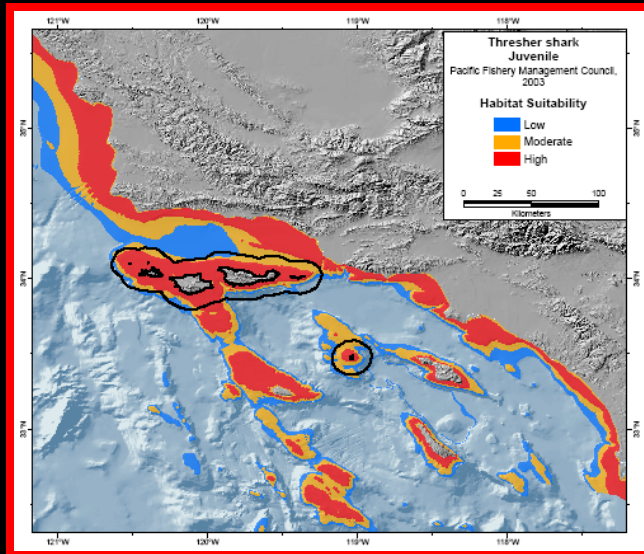 121°W 120°W 119°W 118°W
Thresher shark
Juvenile
Pacific Fishery Management Council,
2003
Habitat Suitability
Low
Moderate
High
0 25 50 100
Kilometers
35°N 35°N
34°N 34°N
33°N 33°N
121°W 120°W 119°W 118°W